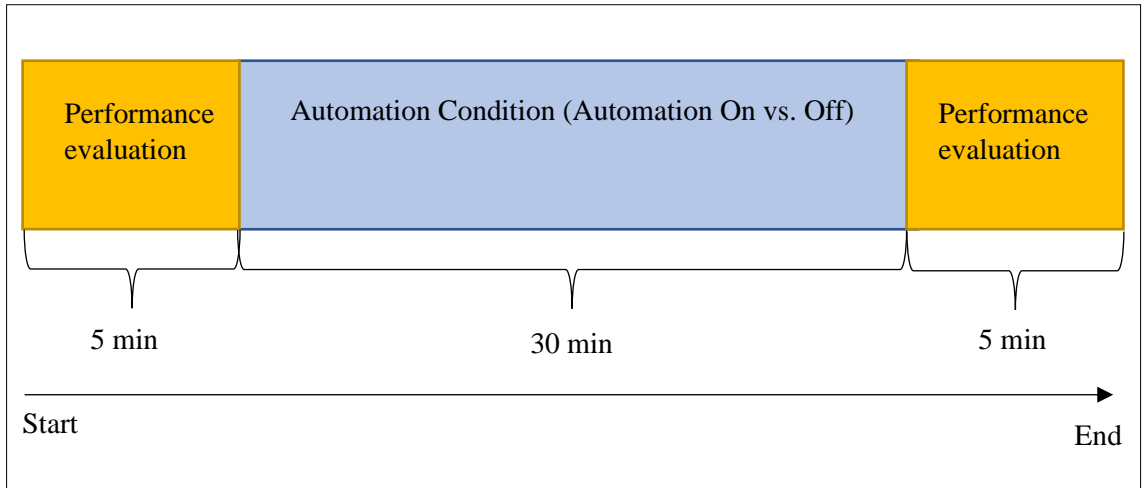 Performance
evaluation
Automation Condition (Automation On vs. Off)
Performance
evaluation
5 min
30 min
5 min
Start
End